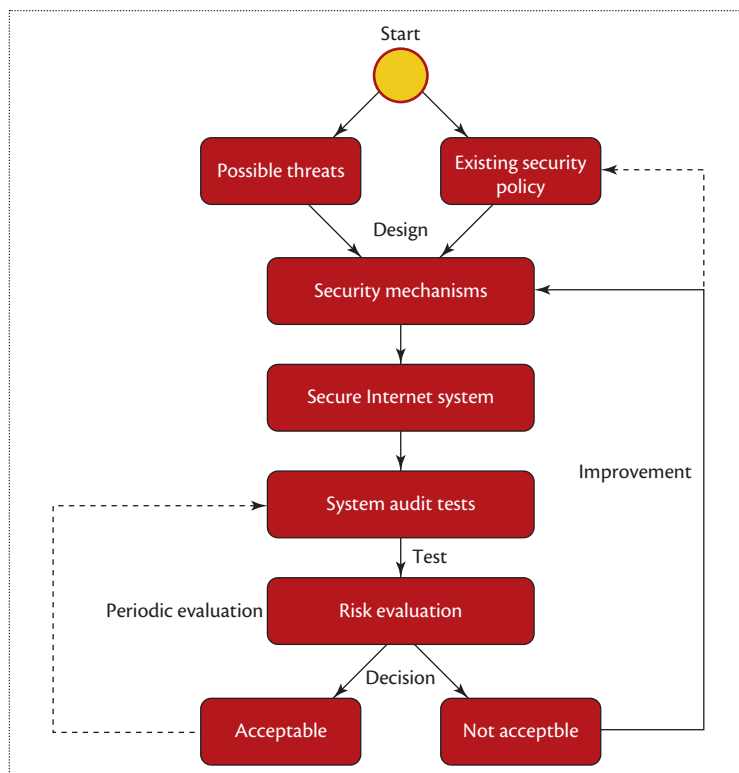 Start
Possible threats
Existing security
policy
Design
Security mechanisms
Secure Internet system
Improvement
System audit tests
Test
Periodic evaluation
Risk evaluation
Decision
Acceptable
Not acceptble